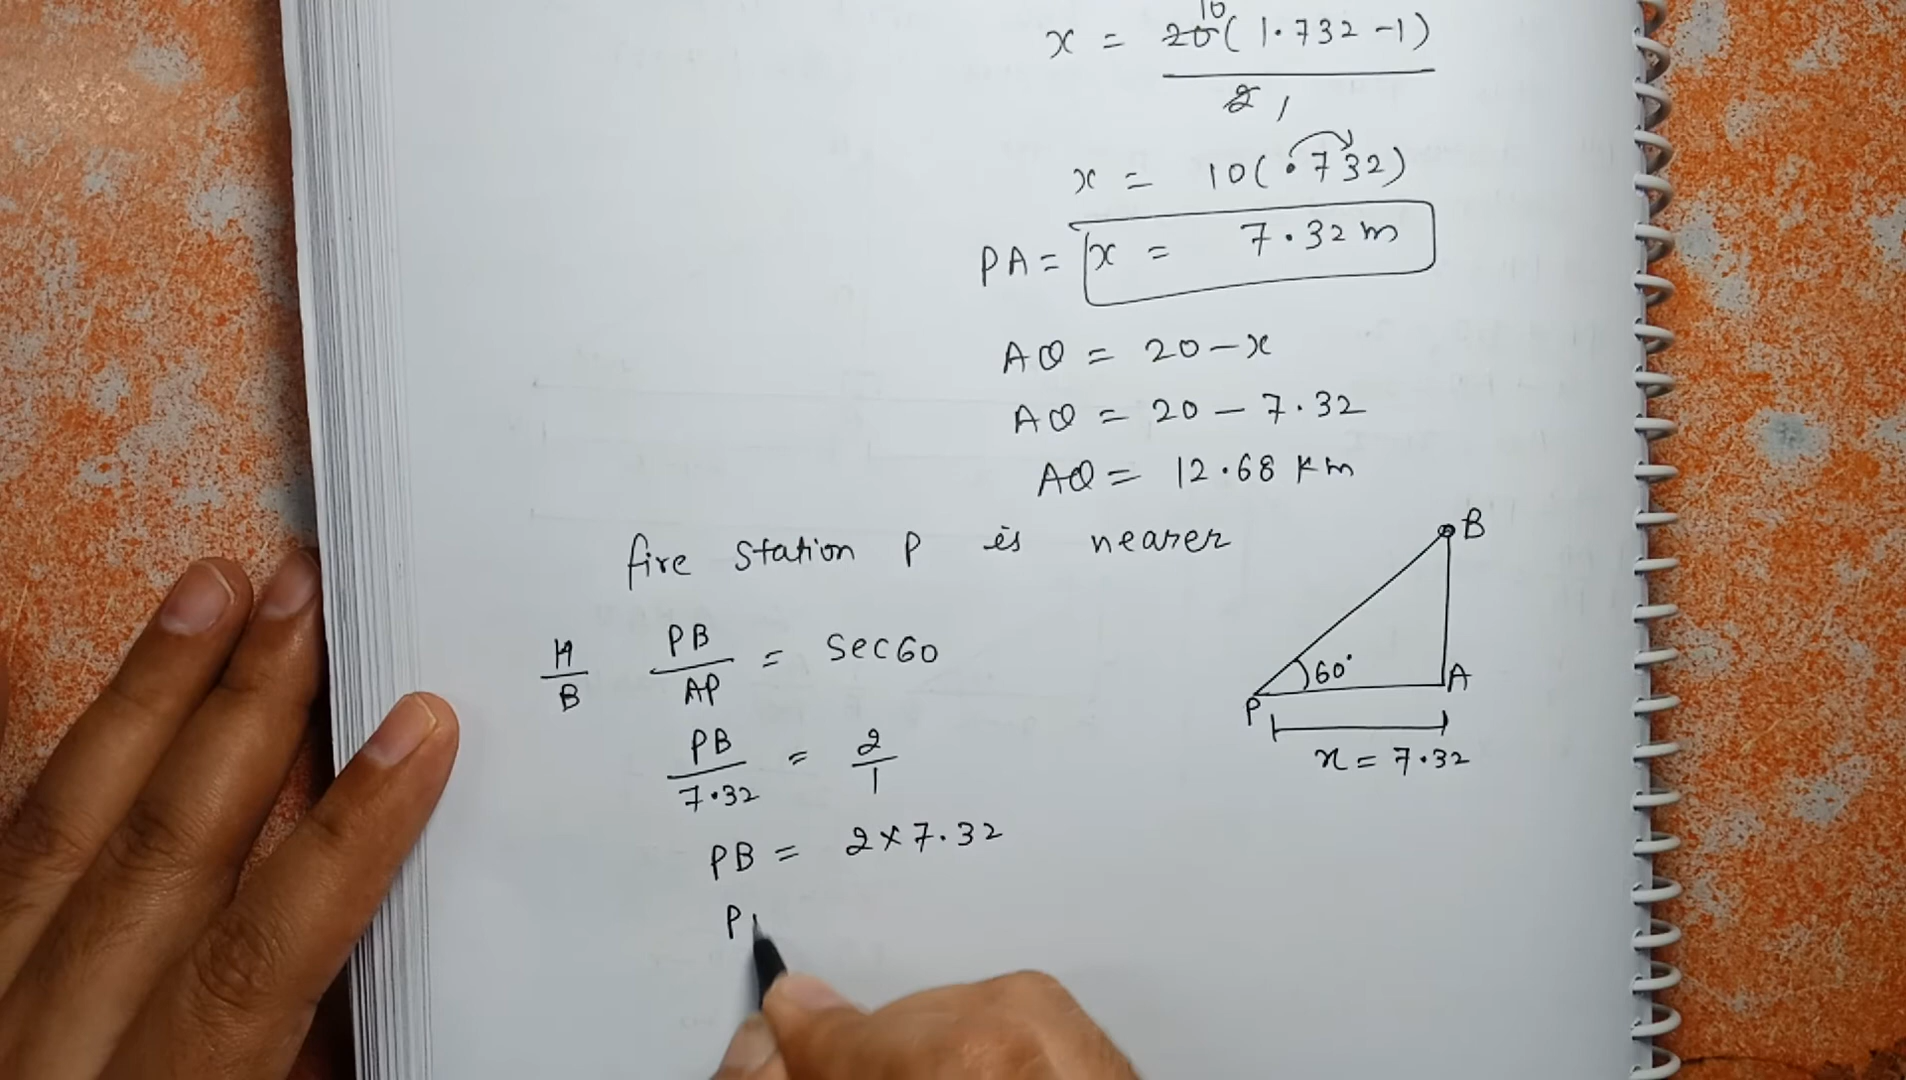 x = 20 10 (1.732 - 1)
2 1
x = 10(.732)
PA = x = 7.32 m
AQ = 20 - x
AQ = 20 - 7.32
AQ = 12.68 Km
fire station P is nearer
H/B PB/AP = sec60
PB/7.32 = 2/1
PB = 2 × 7.32
P
B
60°
A
P
x = 7.32